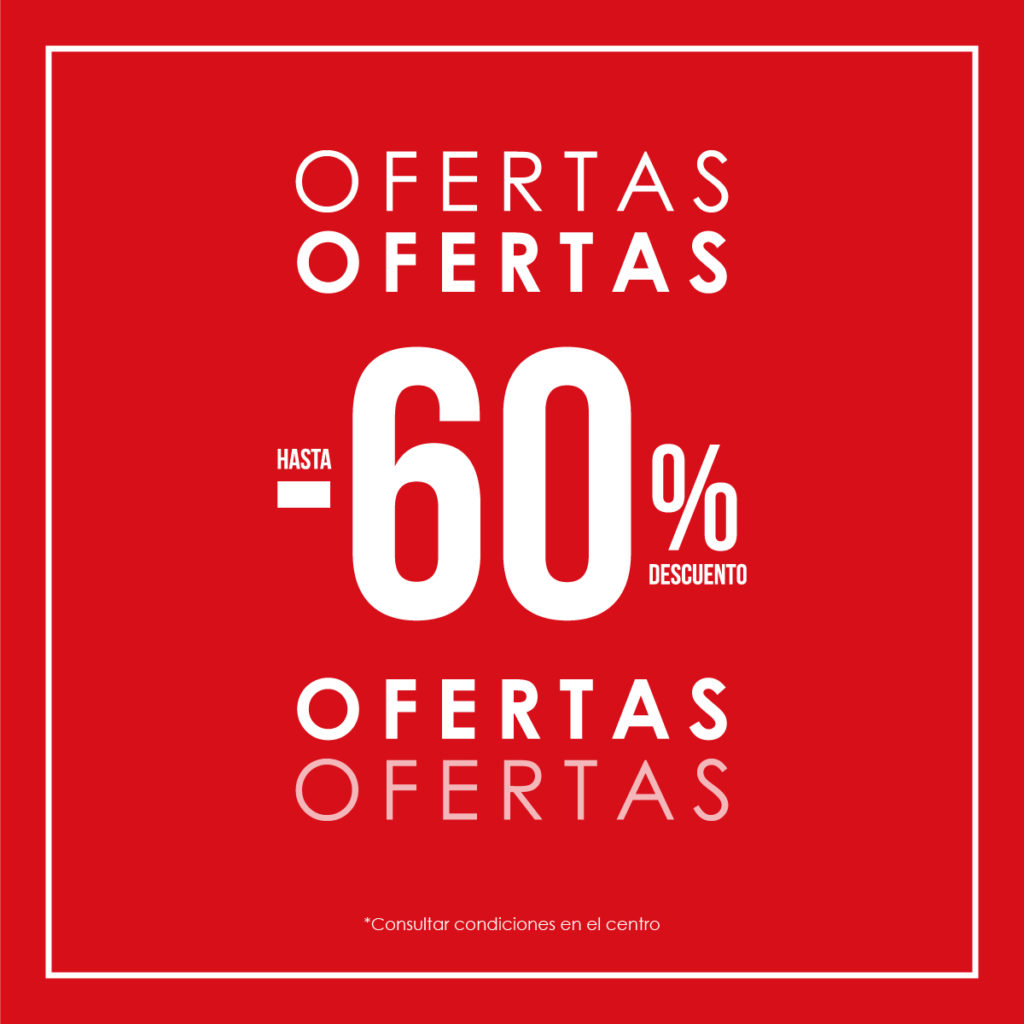 OFERTAS
OFERTAS
HASTA
-60%
DESCUENTO
OFERTAS
OFERTAS
*Consultar condiciones en el centro